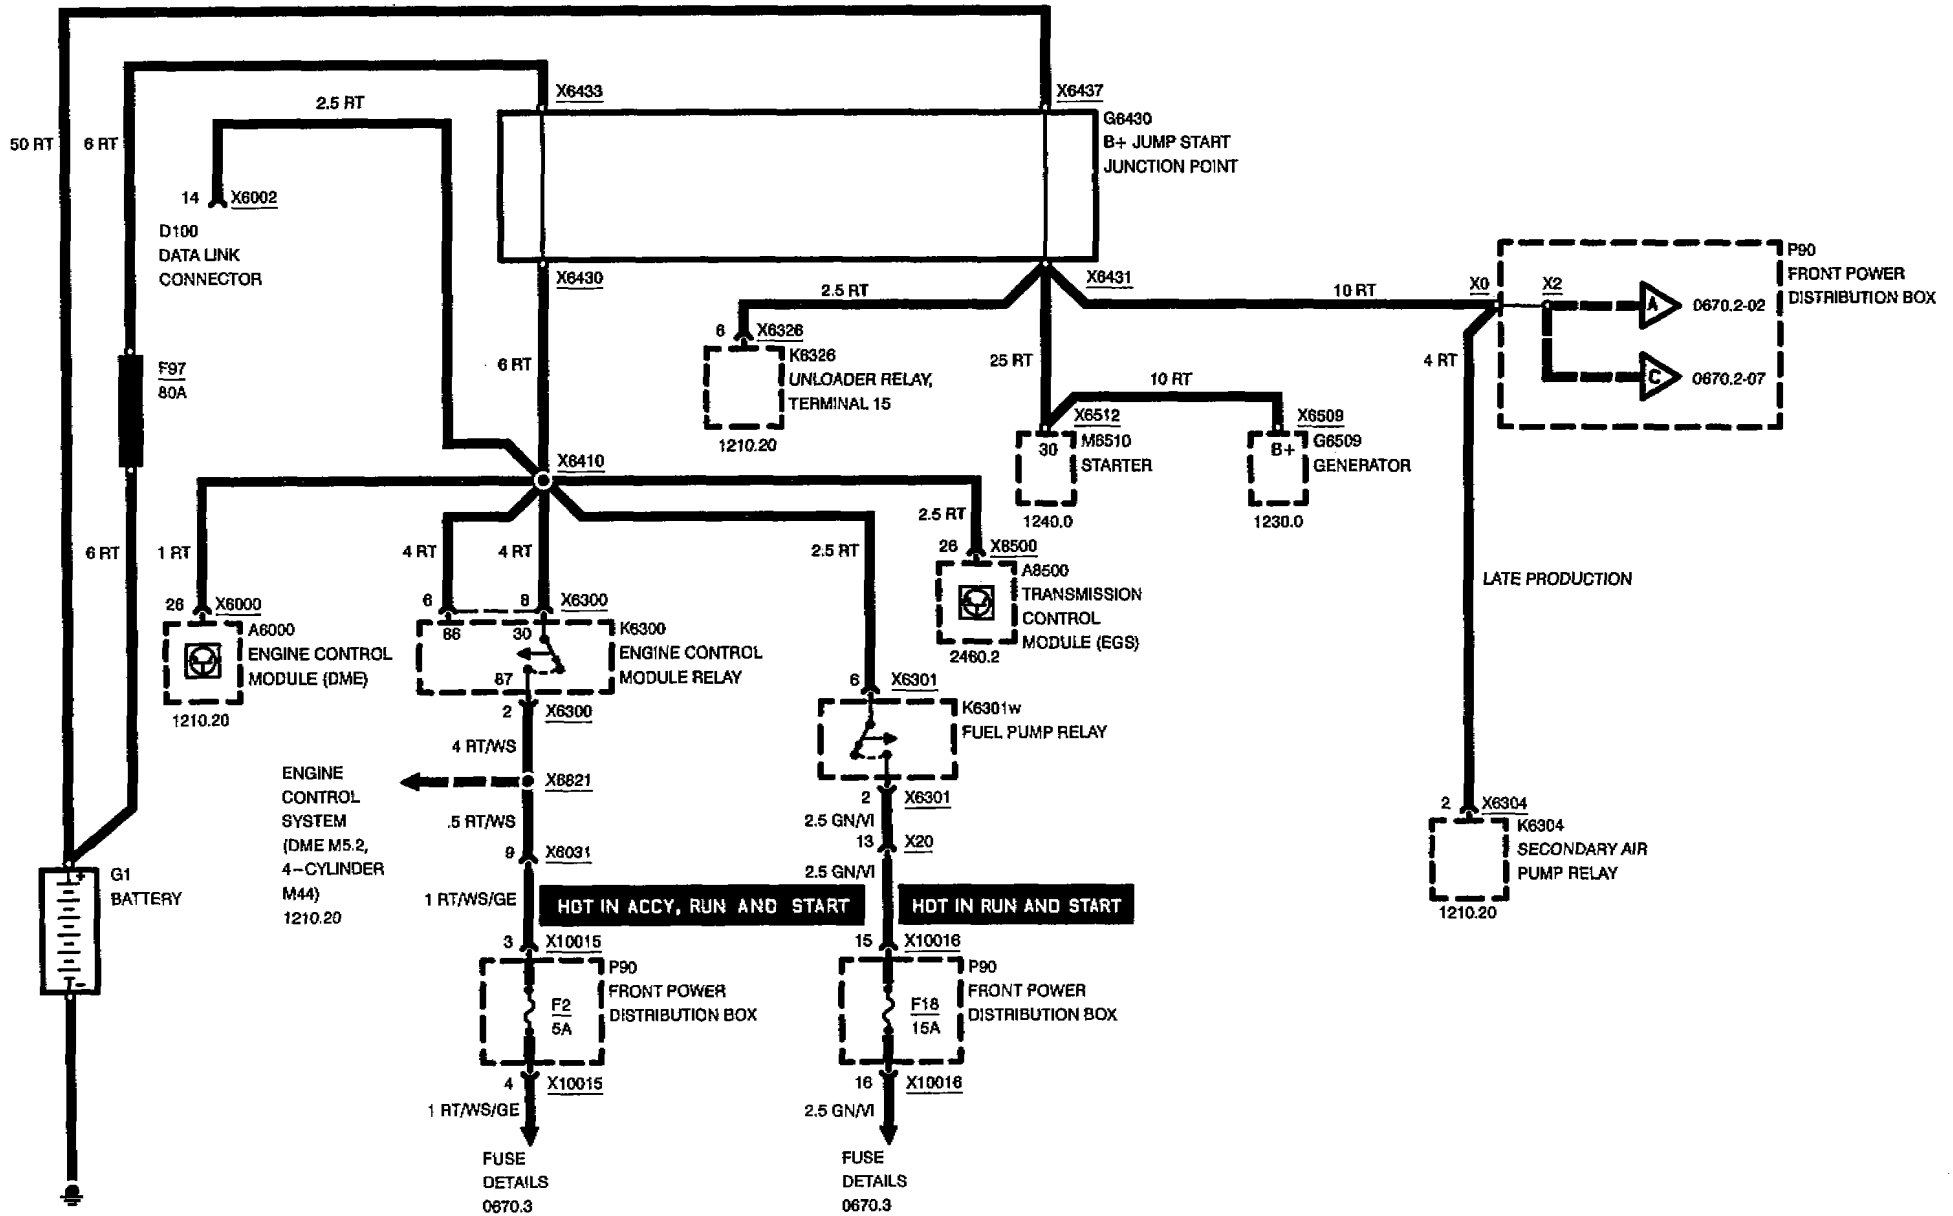 X6433
X6437
2.5 RT
50 RT
6 RT
G6430
B+ JUMP START
JUNCTION POINT
14
X6002
D100
DATA LINK
CONNECTOR
X6430
X6431
2.5 RT
10 RT
X0
X2
P90
FRONT POWER
DISTRIBUTION BOX
A
0670.2-02
C
0670.2-07
6
X6326
K6326
UNLOADER RELAY,
TERMINAL 15
1210.20
6 RT
25 RT
4 RT
F97
80A
10 RT
X6512
X6509
30
M6510
STARTER
1240.0
B+
G6509
GENERATOR
1230.0
X6410
6 RT
1 RT
4 RT
4 RT
2.5 RT
2.5 RT
26
X8500
A8500
TRANSMISSION
CONTROL
MODULE (EGS)
2460.2
LATE PRODUCTION
26
X6000
A6000
ENGINE CONTROL
MODULE (DME)
1210.20
6
8
X6300
86
30
87
K6300
ENGINE CONTROL
MODULE RELAY
2
X6300
6
X6301
K6301w
FUEL PUMP RELAY
4 RT/WS
X6821
ENGINE
CONTROL
SYSTEM
(DME M5.2,
4-CYLINDER
M44)
1210.20
.5 RT/WS
9
X6031
1 RT/WS/GE
2
X6301
2.5 GN/VI
13
X20
2.5 GN/VI
2
X6304
K6304
SECONDARY AIR
PUMP RELAY
1210.20
+
G1
BATTERY
-
HOT IN ACCY, RUN AND START
HOT IN RUN AND START
3
X10015
P90
FRONT POWER
DISTRIBUTION BOX
F2
5A
4
X10015
1 RT/WS/GE
FUSE
DETAILS
0670.3
15
X10016
P90
FRONT POWER
DISTRIBUTION BOX
F18
15A
16
X10016
2.5 GN/VI
FUSE
DETAILS
0670.3